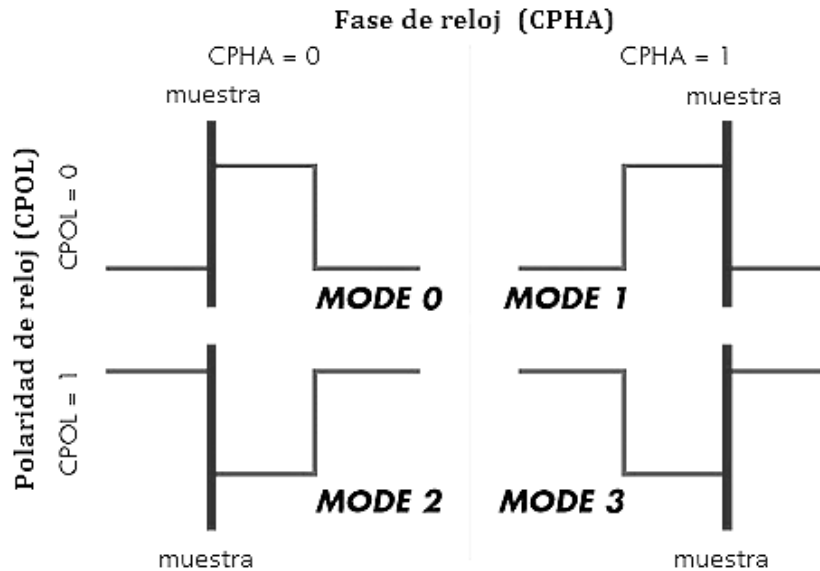 Fase de reloj (CPHA)
CPHA = 0
CPHA = 1
muestra
muestra
Polaridad de reloj (CPOL)
CPOL = 0
MODE 0
MODE 1
CPOL = 1
MODE 2
MODE 3
muestra
muestra